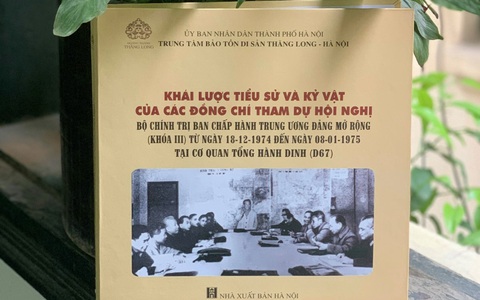 ỦY BAN NHÂN DÂN THÀNH PHỐ HÀ NỘI
TRUNG TÂM BẢO TỒN DI SẢN THĂNG LONG - HÀ NỘI
KHÁI LƯỢC TIỂU SỬ VÀ KỶ VẬT
CỦA CÁC ĐỒNG CHÍ THAM DỰ HỘI NGHỊ
BỘ CHÍNH TRỊ BAN CHẤP HÀNH TRUNG ƯƠNG ĐẢNG MỞ RỘNG
(KHÓA III) TỪ NGÀY 18-12-1974 ĐẾN NGÀY 08-01-1975
TẠI CƠ QUAN TỔNG HÀNH DINH (D67)
NHÀ XUẤT BẢN HÀ NỘI